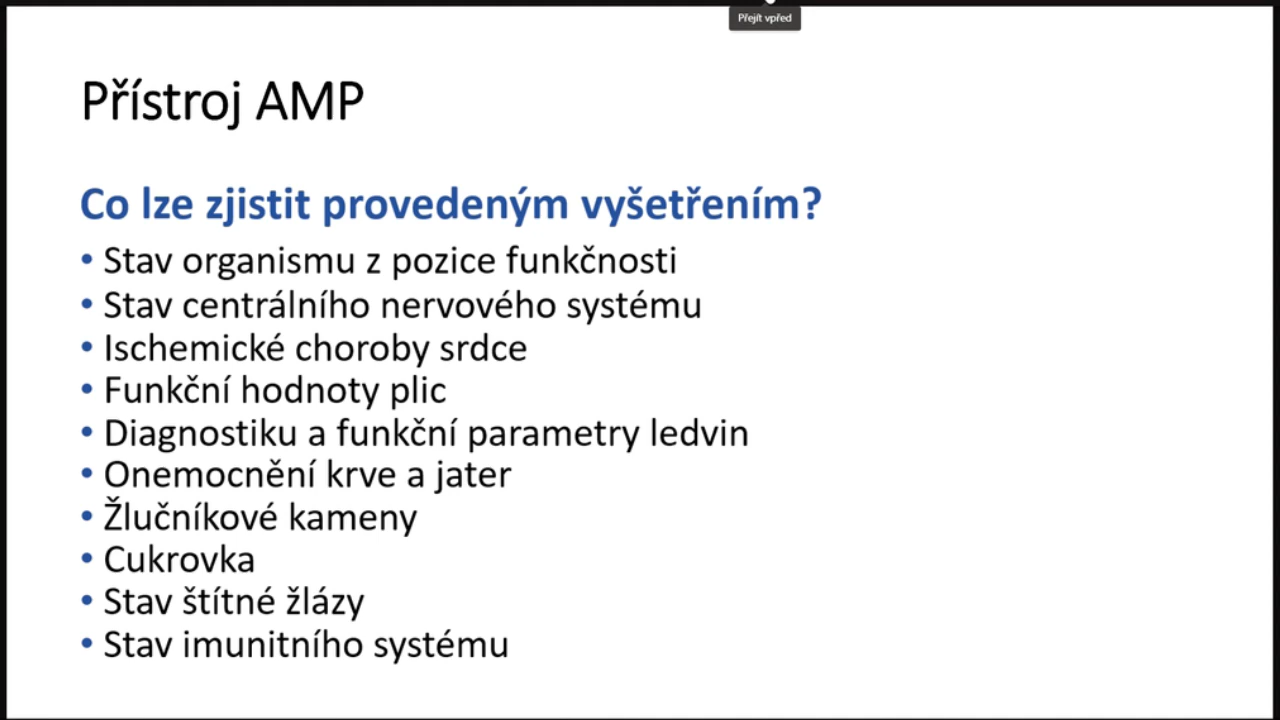 Přejít vpřed
Přístroj AMP
Co lze zjistit provedeným vyšetřením?
• Stav organismu z pozice funkčnosti
• Stav centrálního nervového systému
• Ischemické choroby srdce
• Funkční hodnoty plic
• Diagnostiku a funkční parametry ledvin
• Onemocnění krve a jater
• Žlučníkové kameny
• Cukrovka
• Stav štítné žlázy
• Stav imunitního systému